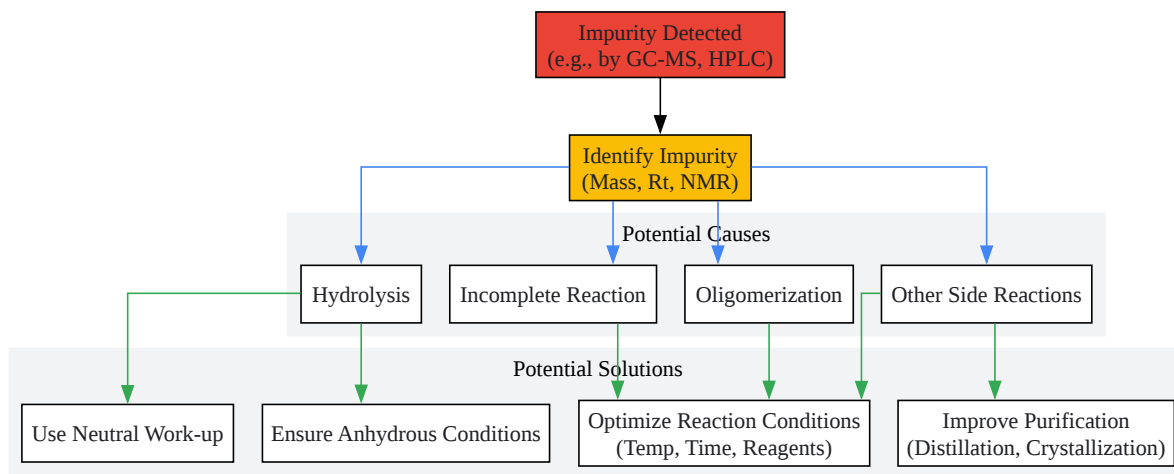 Impurity Detected
(e.g., by GC-MS, HPLC)
Identify Impurity
(Mass, Rt, NMR)
Potential Causes
Hydrolysis
Incomplete Reaction
Oligomerization
Other Side Reactions
Potential Solutions
Use Neutral Work-up
Ensure Anhydrous Conditions
Optimize Reaction Conditions
(Temp, Time, Reagents)
Improve Purification
(Distillation, Crystallization)